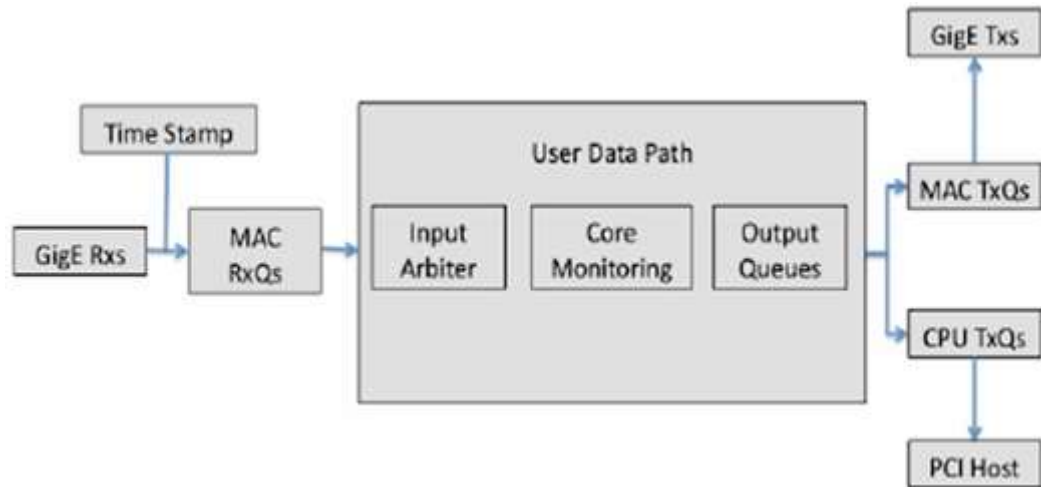 GigE Txs
Time Stamp
User Data Path
MAC TxQs
GigE Rxs
MAC
RxQs
Input
Arbiter
Core
Monitoring
Output
Queues
CPU TxQs
PCI Host